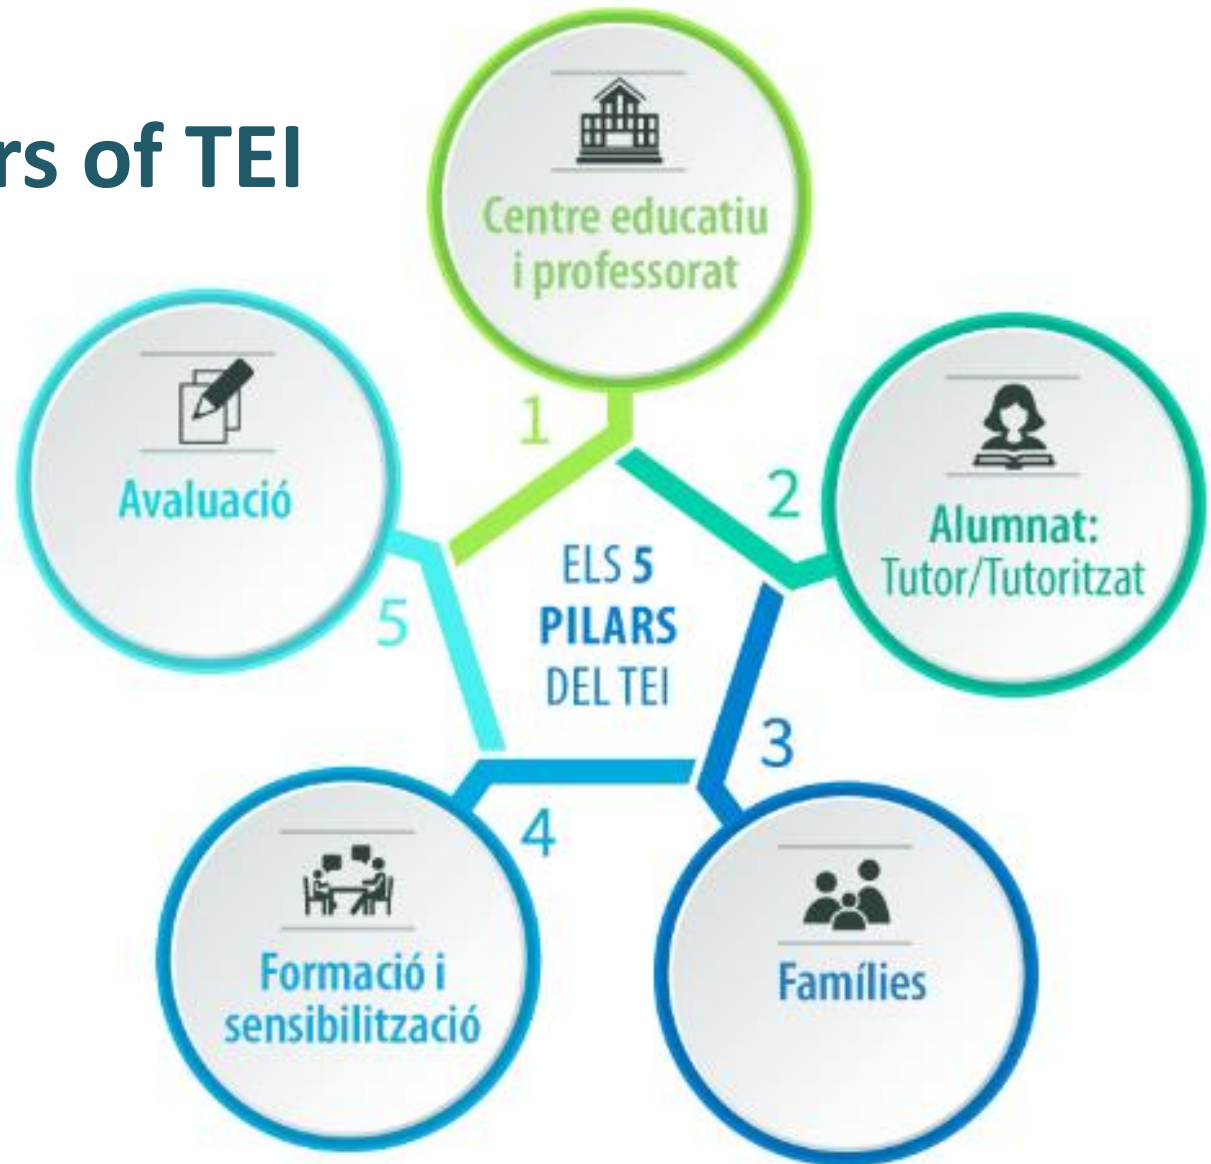 rs of TEI
Centre educatiu
i professorat
1
2
Alumnat:
Tutor/Tutoritzat
3
Famílies
4
Formació i
sensibilització
5
Avaluació
ELS 5
PILARS
DEL TEI